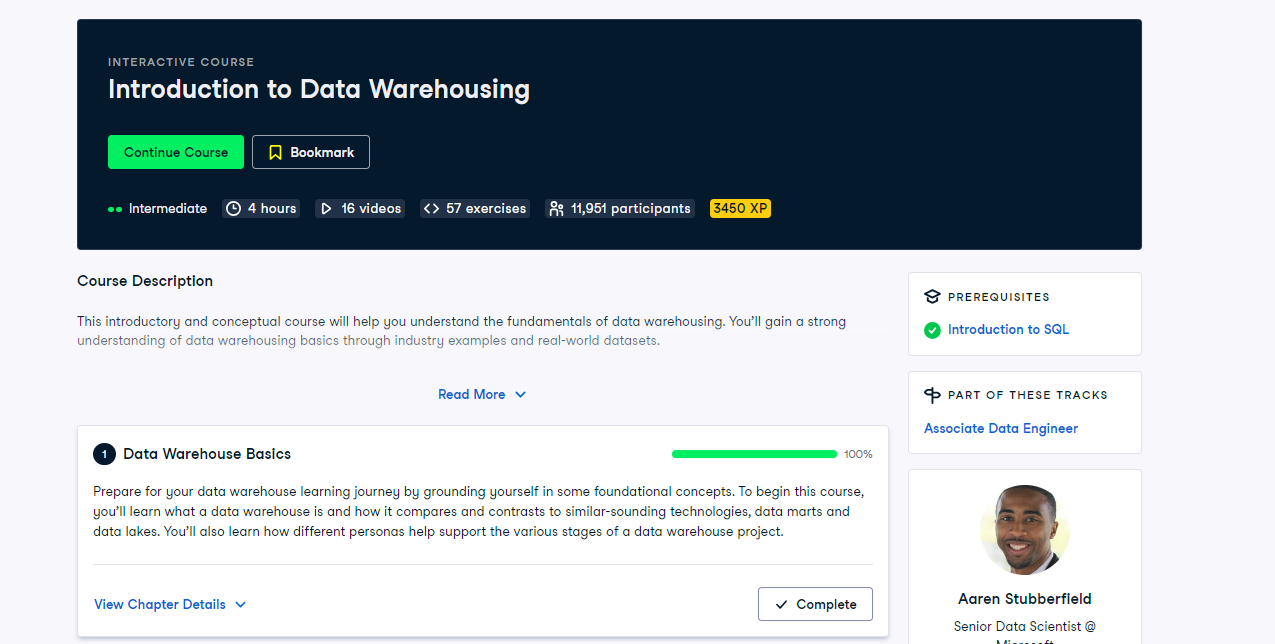 INTERACTIVE COURSE
Introduction to Data Warehousing
Continue Course
Bookmark
Intermediate
4 hours
16 videos
57 exercises
11,951 participants
3450 XP
Course Description
This introductory and conceptual course will help you understand the fundamentals of data warehousing. You’ll gain a strong
understanding of data warehousing basics through industry examples and real-world datasets.
Read More
1 Data Warehouse Basics
100%
Prepare for your data warehouse learning journey by grounding yourself in some foundational concepts. To begin this course,
you’ll learn what a data warehouse is and how it compares and contrasts to similar-sounding technologies, data marts and
data lakes. You’ll also learn how different personas help support the various stages of a data warehouse project.
View Chapter Details
Complete
PREREQUISITES
Introduction to SQL
PART OF THESE TRACKS
Associate Data Engineer
Aaren Stubberfield
Senior Data Scientist @
Microsoft